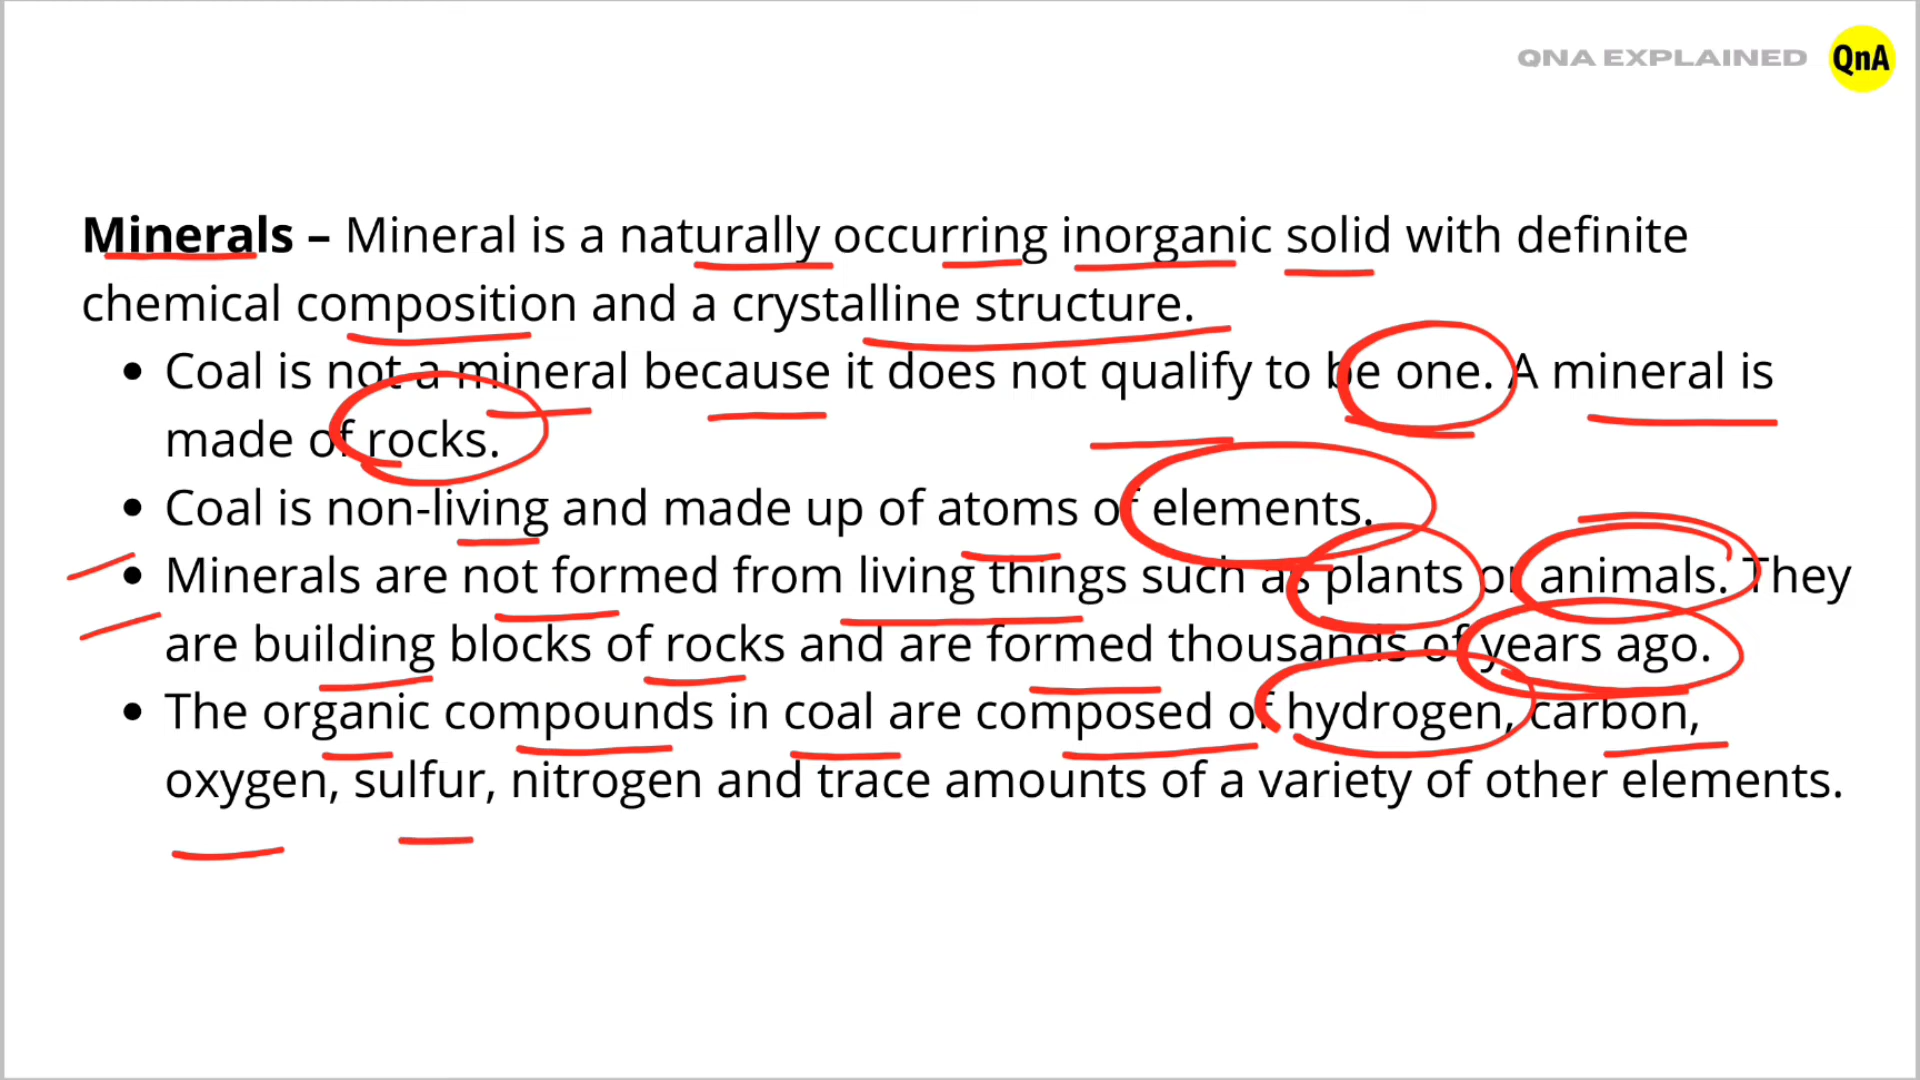 QNA EXPLAINED QnA
Minerals – Mineral is a naturally occurring inorganic solid with definite
chemical composition and a crystalline structure.
• Coal is not a mineral because it does not qualify to be one. A mineral is
made of rocks.
• Coal is non-living and made up of atoms of elements.
• Minerals are not formed from living things such as plants or animals. They
are building blocks of rocks and are formed thousands of years ago.
• The organic compounds in coal are composed of hydrogen, carbon,
oxygen, sulfur, nitrogen and trace amounts of a variety of other elements.